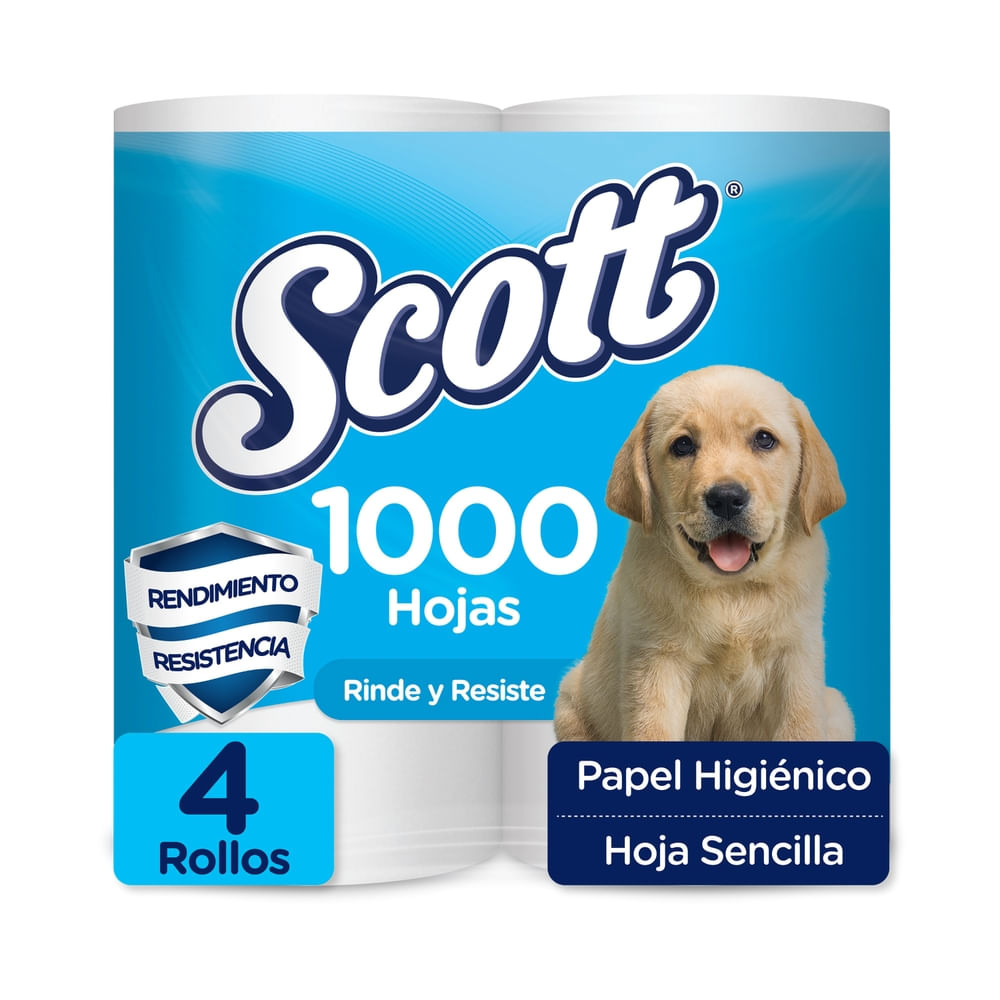 Scott®
1000
Hojas
RENDIMIENTO
RESISTENCIA
Rinde y Resiste
4
Rollos
Papel Higiénico
Hoja Sencilla